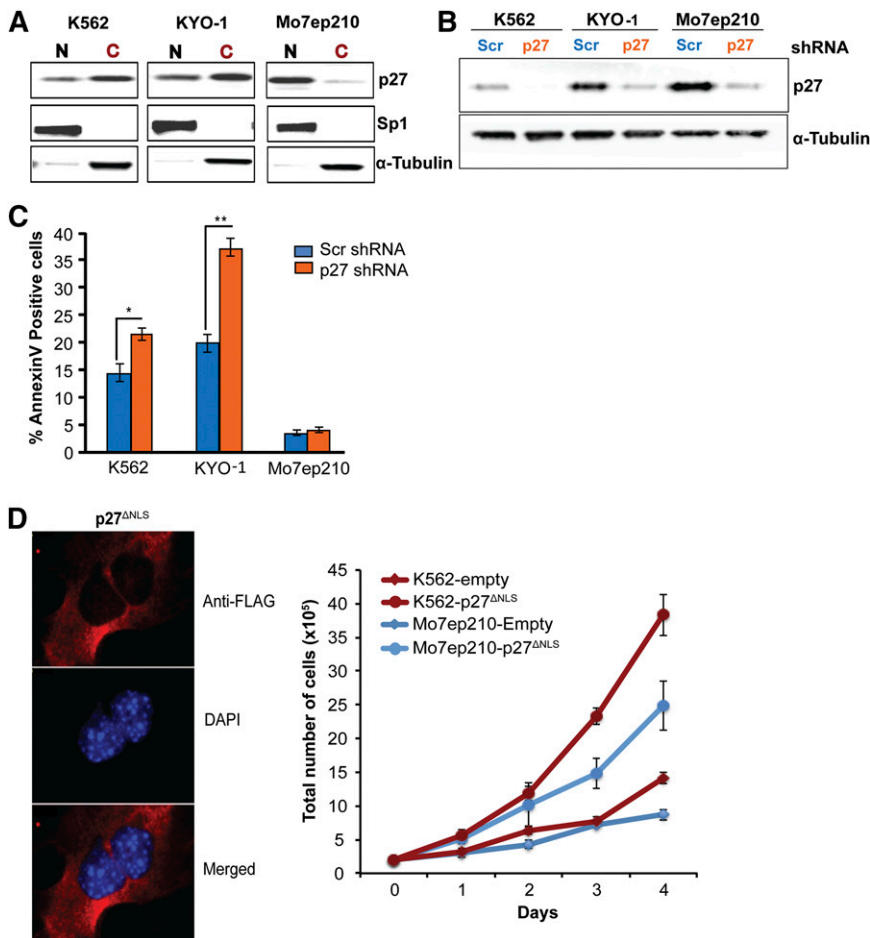 A
K562 KYO-1 Mo7ep210
N C N C N C
p27
Sp1
α-Tubulin
B
K562 KYO-1 Mo7ep210
Scr p27 Scr p27 Scr p27 shRNA
p27
α-Tubulin
C
% AnnexinV Positive cells
40
35
30
25
20
15
10
5
0
* **
Scr shRNA
p27 shRNA
K562 KYO-1 Mo7ep210
D
p27ΔNLS
Anti-FLAG
DAPI
Merged
Total number of cells (x10⁵)
45
40
35
30
25
20
15
10
5
0
K562-empty
K562-p27ΔNLS
Mo7ep210-Empty
Mo7ep210-p27ΔNLS
0 1 2 3 4
Days